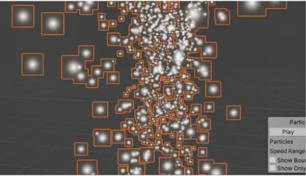 Partic
Play
Particles
Speed Range
Show Bou
Show Only